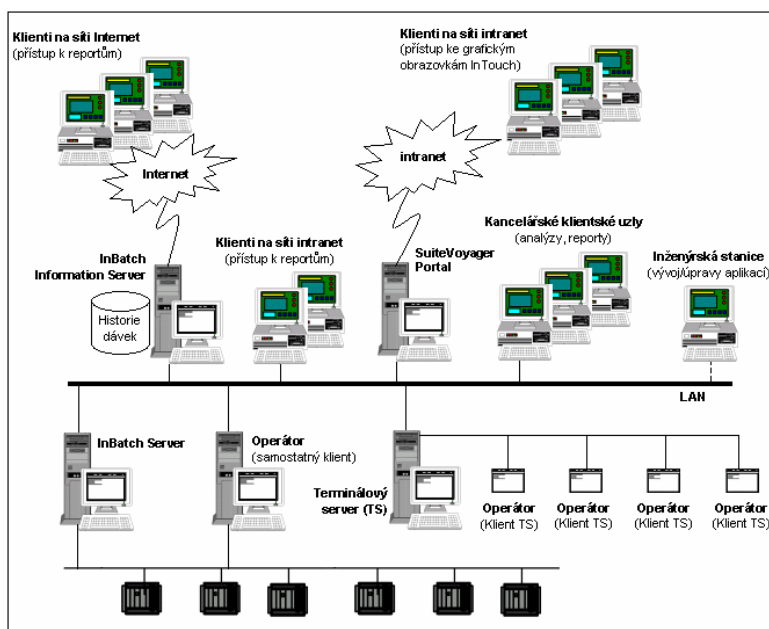 Klienti na síti Internet
(přístup k reportům)
Klienti na síti intranet
(přístup ke grafickým
obrazovkám InTouch)
Internet
intranet
InBatch
Information Server
Historie
dávek
Klienti na síti intranet
(přístup k reportům)
SuiteVoyager
Portal
Kancelářské klientské uzly
(analýzy, reporty)
Inženýrská stanice
(vývoj/úpravy aplikací)
LAN
InBatch Server
Operátor
(samostatný klient)
Terminálový
server (TS)
Operátor
(Klient TS)
Operátor
(Klient TS)
Operátor
(Klient TS)
Operátor
(Klient TS)